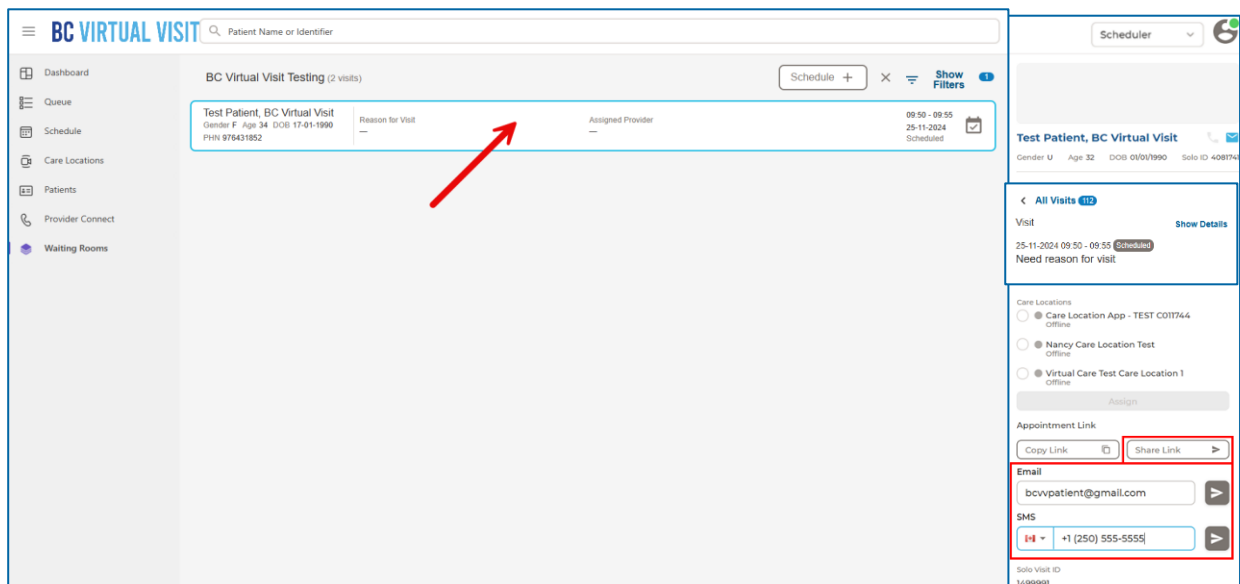 BC VIRTUAL VISIT
Patient Name or Identifier
Scheduler
Dashboard
Queue
Schedule
Care Locations
Patients
Provider Connect
Waiting Rooms
BC Virtual Visit Testing (2 visits)
Schedule +
Show Filters
1
Test Patient, BC Virtual Visit
Gender F Age 34 DOB 17-01-1990
PHN 976431852
Reason for Visit
—
Assigned Provider
—
09:50 - 09:55
25-11-2024
Scheduled
Test Patient, BC Virtual Visit
Gender U Age 32 DOB 01/01/1990 Solo ID 4081741
< All Visits 112
Visit
Show Details
25-11-2024 09:50 - 09:55 Scheduled
Need reason for visit
Care Locations
Care Location App - TEST C011744
Offline
Nancy Care Location Test
Offline
Virtual Care Test Care Location 1
Offline
Assign
Appointment Link
Copy Link
Share Link
Email
bcvvpatient@gmail.com
SMS
+1 (250) 555-5555
Solo Visit ID
1499991